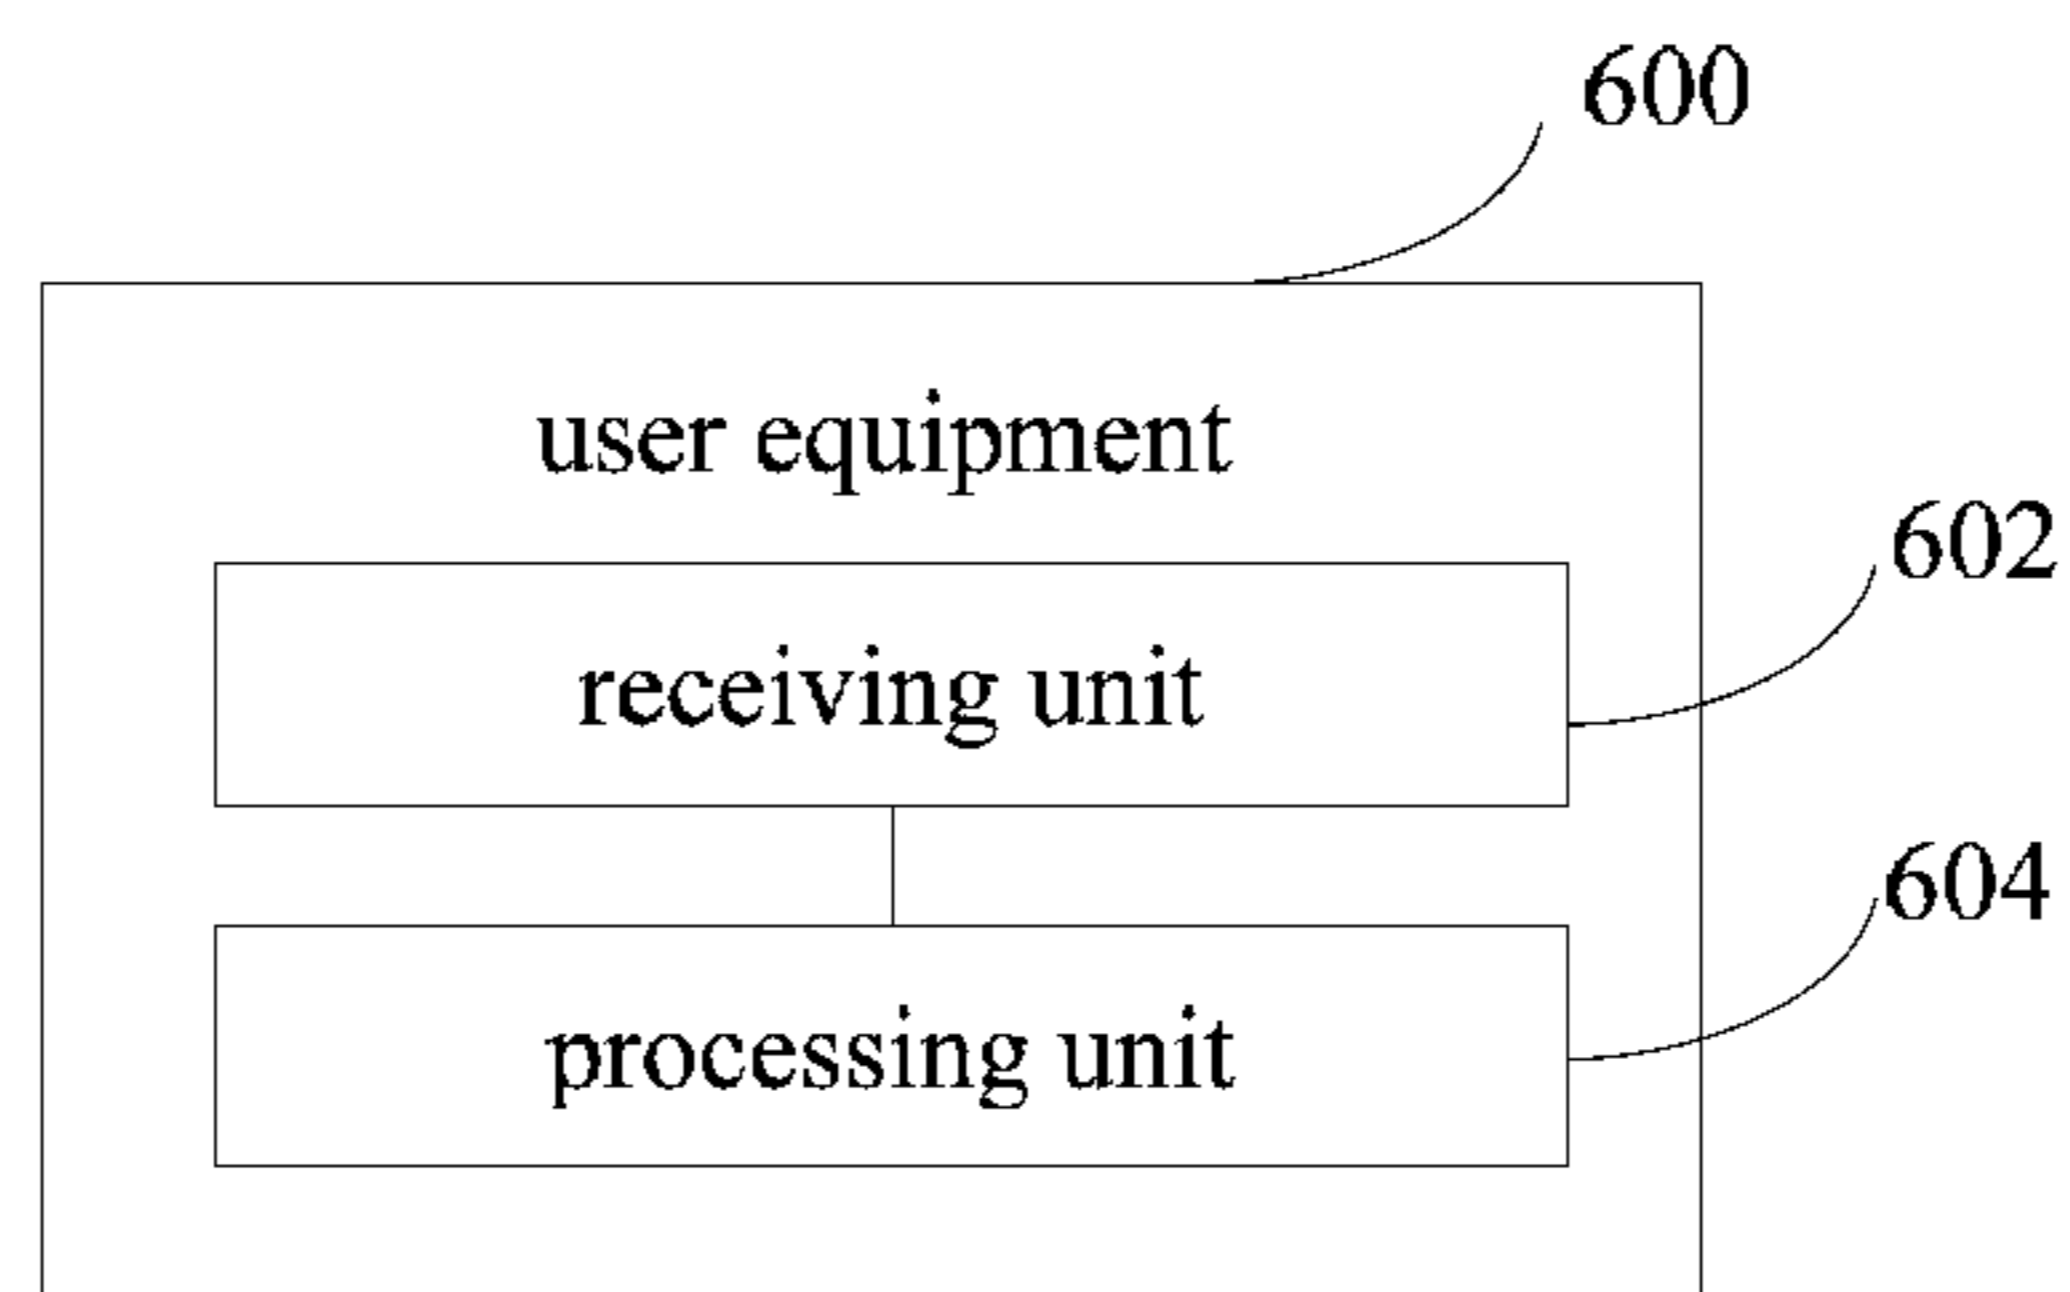 600
user equipment
602
receiving unit
604
processing unit